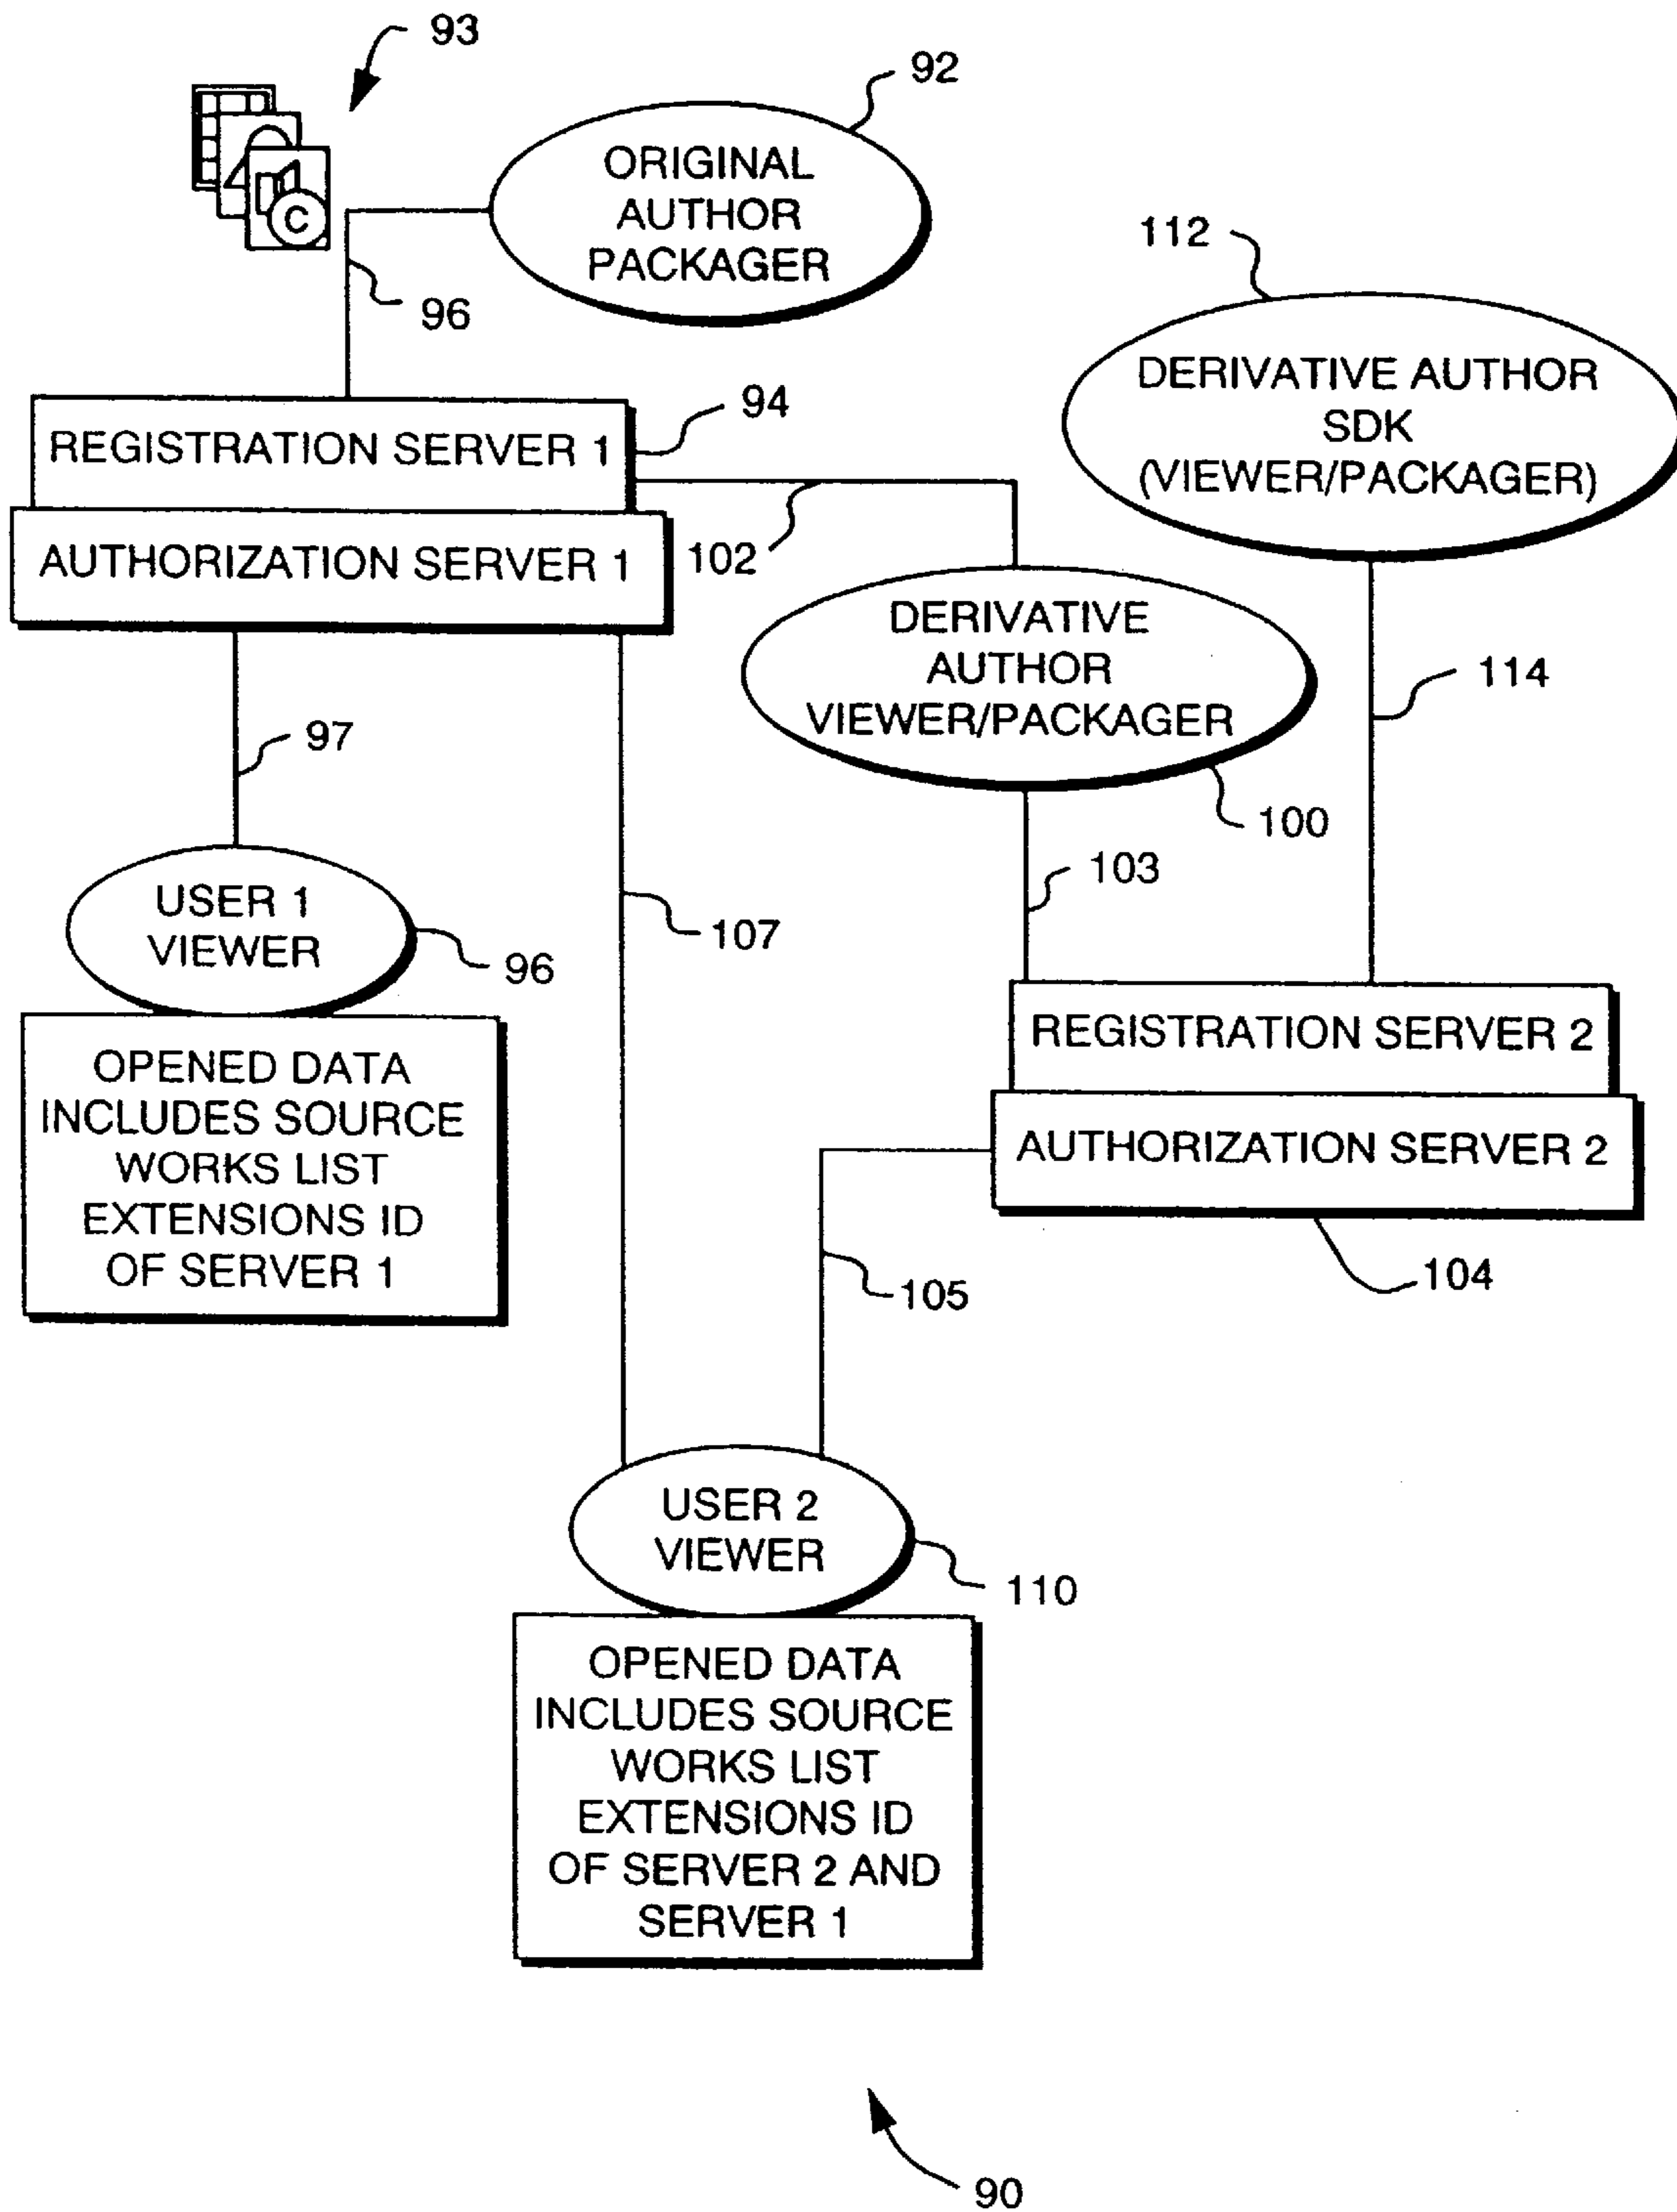 93
92
ORIGINAL
AUTHOR
PACKAGER
C
96
112
DERIVATIVE AUTHOR
SDK
(VIEWER/PACKAGER)
94
REGISTRATION SERVER 1
AUTHORIZATION SERVER 1
102
DERIVATIVE
AUTHOR
VIEWER/PACKAGER
114
97
100
103
USER 1
VIEWER
107
96
REGISTRATION SERVER 2
OPENED DATA
INCLUDES SOURCE
WORKS LIST
EXTENSIONS ID
OF SERVER 1
AUTHORIZATION SERVER 2
105
104
USER 2
VIEWER
110
OPENED DATA
INCLUDES SOURCE
WORKS LIST
EXTENSIONS ID
OF SERVER 2 AND
SERVER 1
90